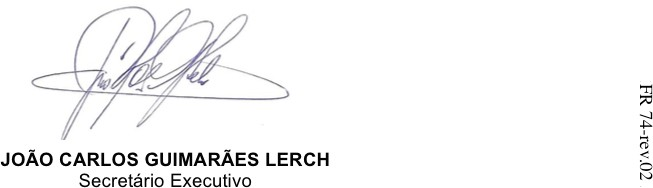 JOÃO CARLOS GUIMARÃES LERCH
Secretário Executivo
FR 74-rev.02